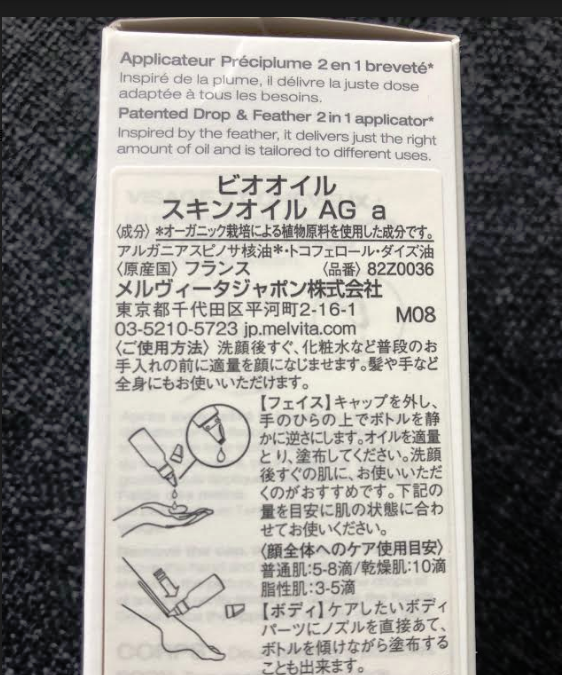 Applicateur Préciplume 2 en 1 breveté*
Inspiré de la plume, il délivre la juste dose
adaptée à tous les besoins.
Patented Drop & Feather 2 in 1 applicator*
Inspired by the feather, it delivers just the right
amount of oil and is tailored to different uses.
ビオオイル
スキンオイル AG a
〈成分〉*オーガニック栽培による植物原料を使用した成分です。
アルガニアスピノサ核油*・トコフェロール・ダイズ油
〈原産国〉フランス 〈品番〉82Z0036
メルヴィータジャポン株式会社
東京都千代田区平河町2-16-1 M08
03-5210-5723 jp.melvita.com
〈ご使用方法〉洗顔後すぐ、化粧水など普段のお
手入れの前に適量を顔になじませます。髪や手など
全身にもお使いいただけます。
【フェイス】キャップを外し、
手のひらの上でボトルを静
かに逆さにします。オイルを適量
とり、塗布してください。洗顔
後すぐの肌に、お使いいただ
くのがおすすめです。下記の
量を目安に肌の状態に合わ
せてお使いください。
〈顔全体へのケア使用目安〉
普通肌:5-8滴/乾燥肌:10滴
脂性肌:3-5滴
【ボディ】ケアしたいボディ
パーツにノズルを直接あて、
ボトルを傾けながら塗布する
ことも出来ます。